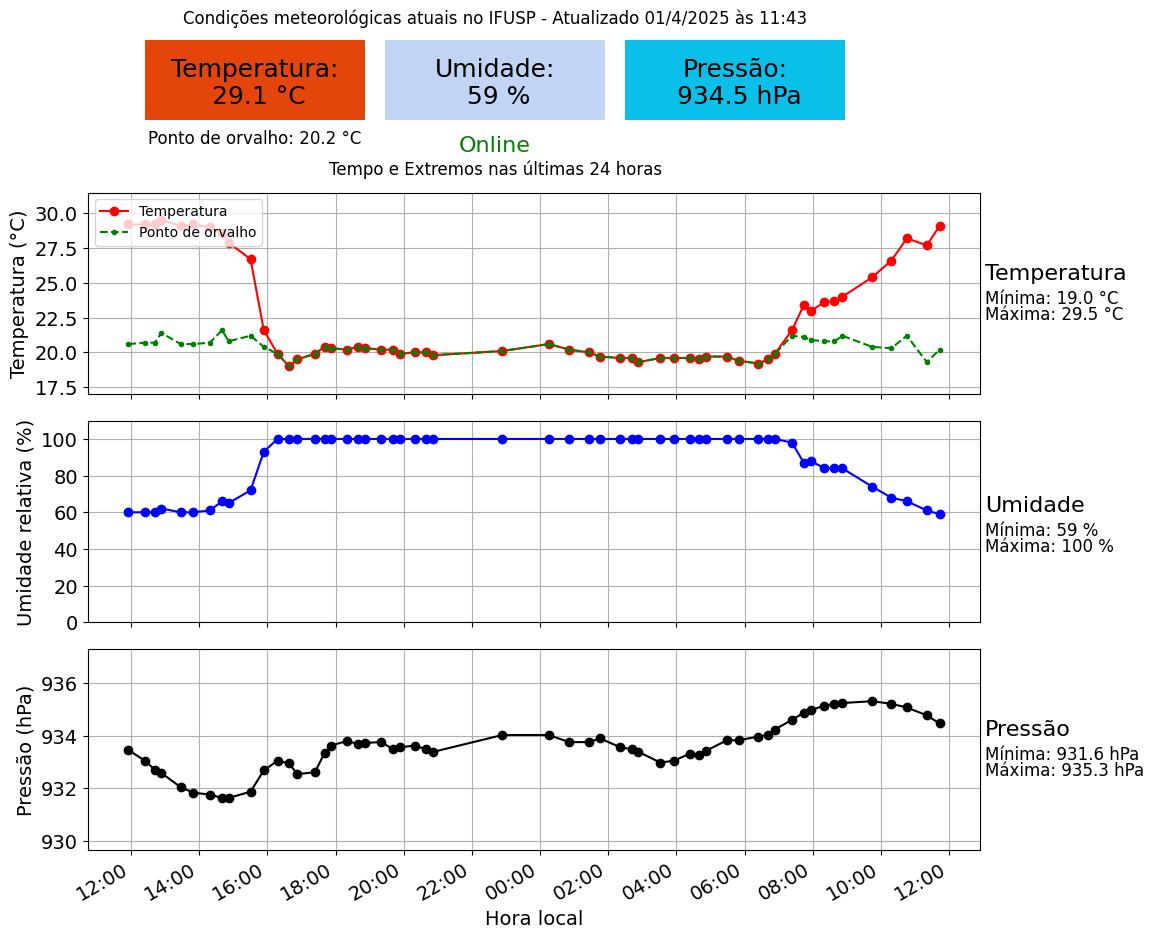 Condições meteorológicas atuais no IFUSP - Atualizado 01/4/2025 às 11:43
Temperatura:
29.1 °C
Umidade:
59 %
Pressão:
934.5 hPa
Ponto de orvalho: 20.2 °C
Online
Tempo e Extremos nas últimas 24 horas
Temperatura (°C)
30.0
27.5
25.0
22.5
20.0
17.5
Temperatura
Ponto de orvalho
Temperatura
Mínima: 19.0 °C
Máxima: 29.5 °C
Umidade relativa (%)
100
80
60
40
20
0
Umidade
Mínima: 59 %
Máxima: 100 %
Pressão (hPa)
936
934
932
930
Pressão
Mínima: 931.6 hPa
Máxima: 935.3 hPa
12:00 14:00 16:00 18:00 20:00 22:00 00:00 02:00 04:00 06:00 08:00 10:00 12:00
Hora local